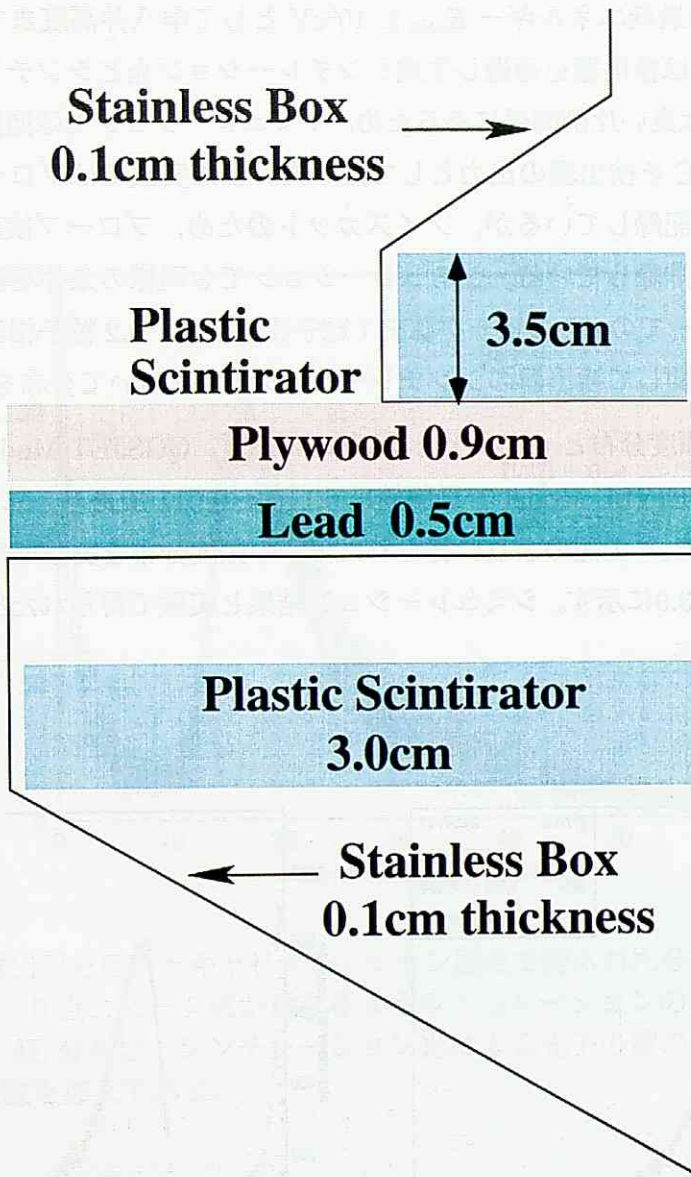 Stainless Box
0.1cm thickness
Plastic
Scintirator
3.5cm
Plywood 0.9cm
Lead 0.5cm
Plastic Scintirator
3.0cm
Stainless Box
0.1cm thickness